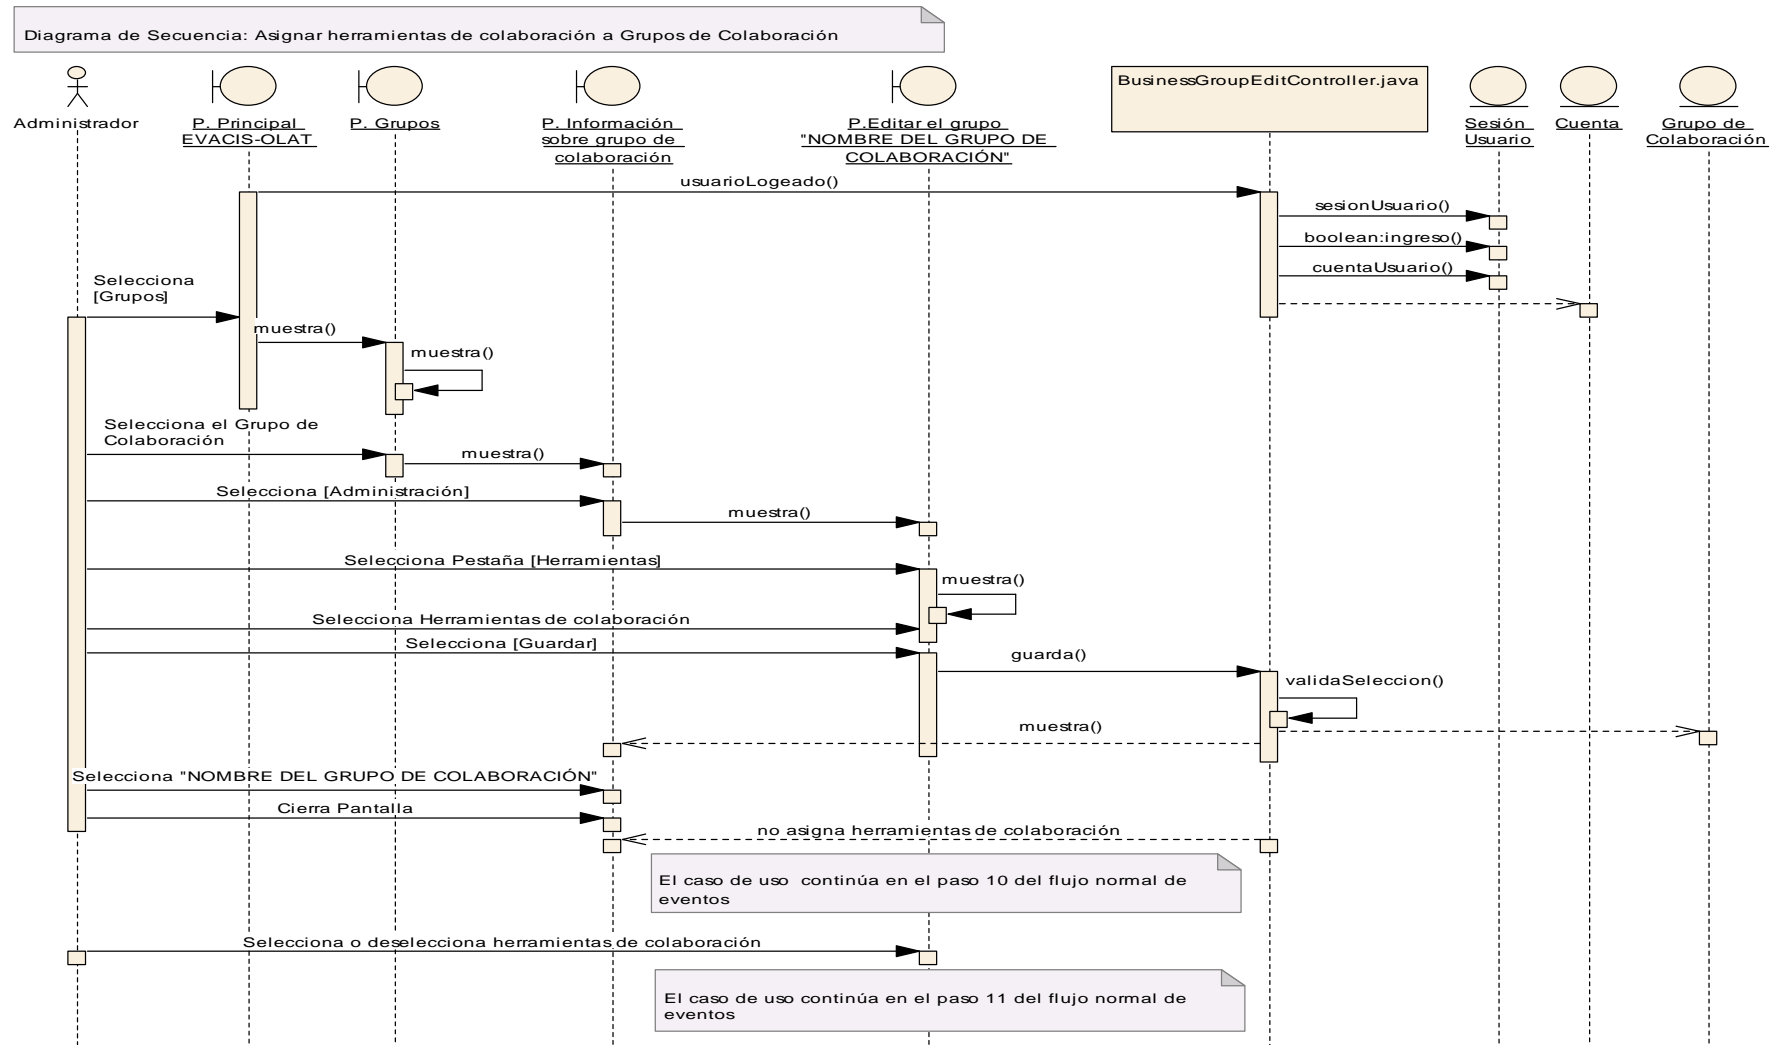 Diagrama de Secuencia: Asignar herramientas de colaboración a Grupos de Colaboración
Administrador
P. Principal
EVACIS-OLAT
P. Grupos
P. Información
sobre grupo de
colaboración
P.Editar el grupo
"NOMBRE DEL GRUPO DE
COLABORACIÓN"
BusinessGroupEditController.java
Sesión
Usuario
Cuenta
Grupo de
Colaboración
usuarioLogeado()
sesionUsuario()
boolean:ingreso()
cuentaUsuario()
Selecciona
[Grupos]
muestra()
muestra()
Selecciona el Grupo de
Colaboración
muestra()
Selecciona [Administración]
muestra()
Selecciona Pestaña [Herramientas]
muestra()
Selecciona Herramientas de colaboración
Selecciona [Guardar]
guarda()
validaSeleccion()
muestra()
Selecciona "NOMBRE DEL GRUPO DE COLABORACIÓN"
Cierra Pantalla
no asigna herramientas de colaboración
El caso de uso  continúa en el paso 10 del flujo normal de
eventos
Selecciona o deselecciona herramientas de colaboración
El caso de uso continúa en el paso 11 del flujo normal de
eventos